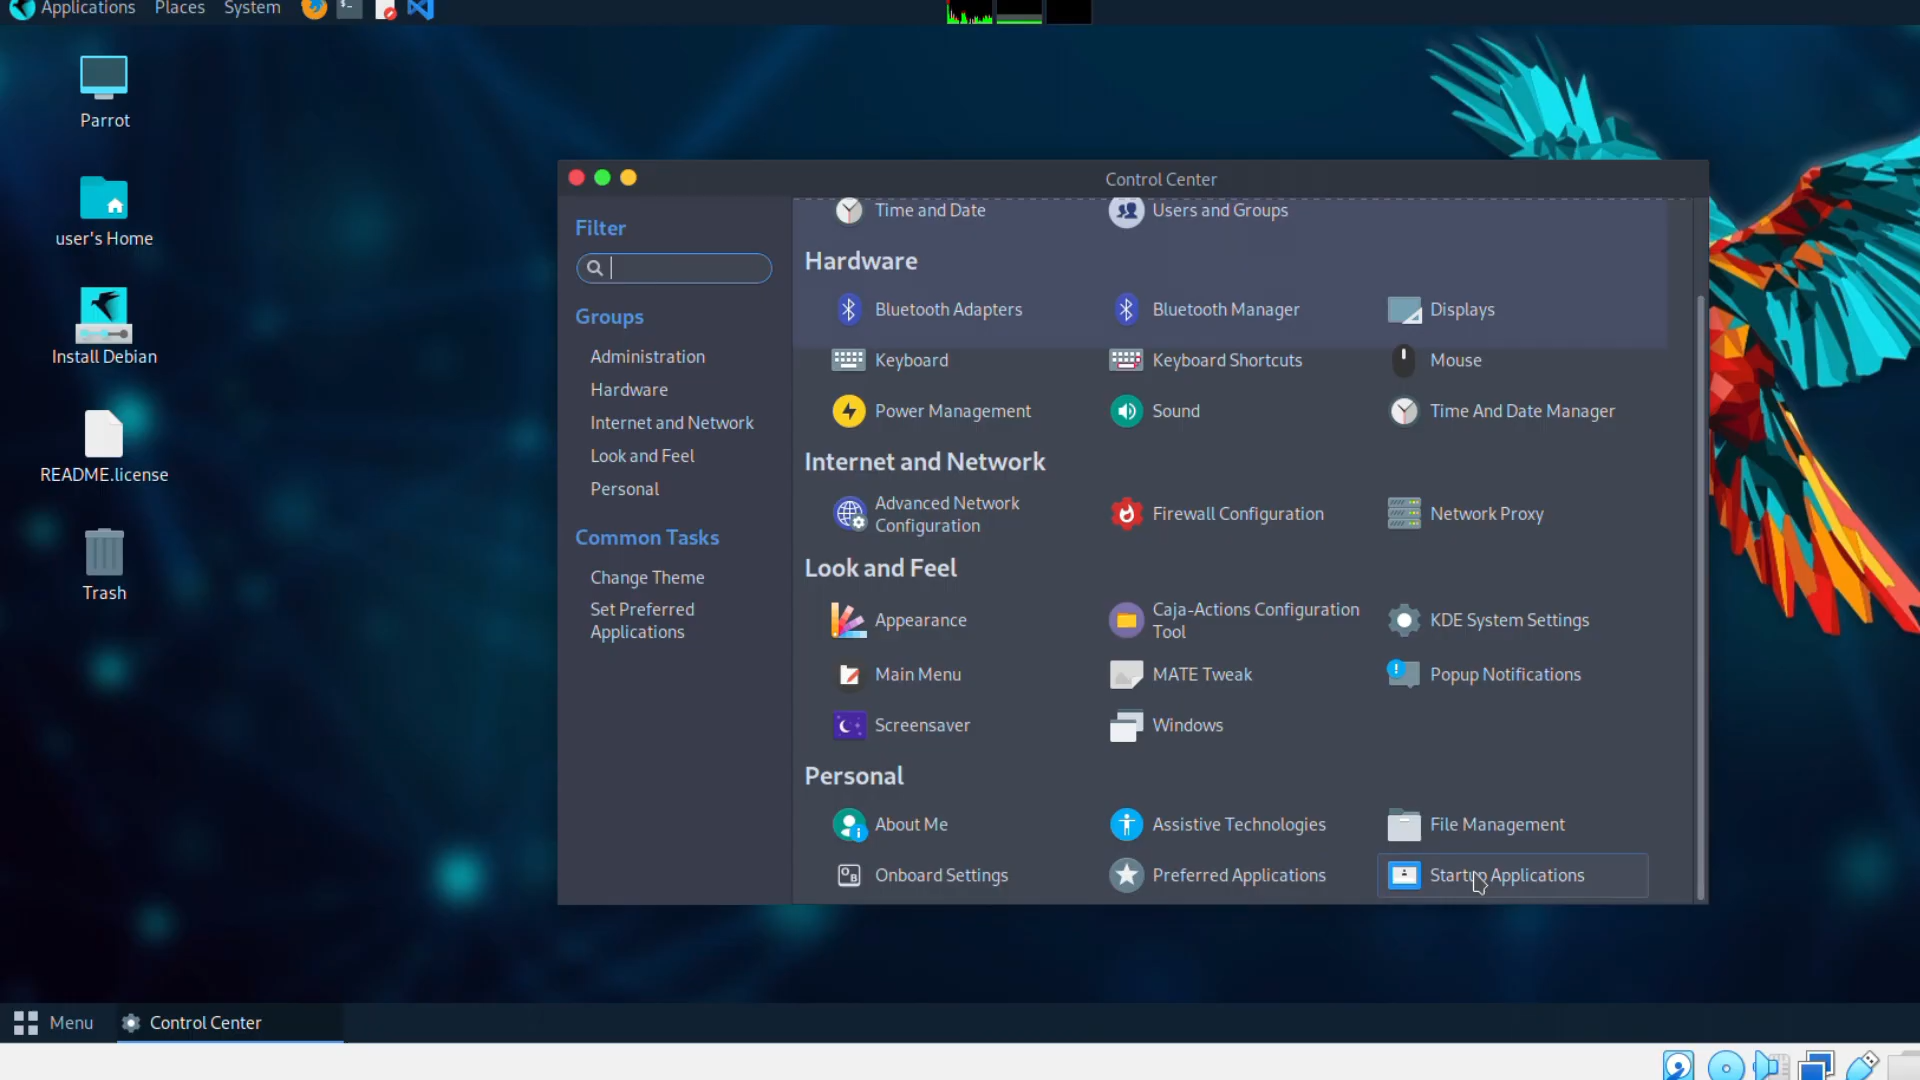 Applications Places System
Parrot
user's Home
Install Debian
README.license
Trash
Control Center
Filter
Groups
Administration
Hardware
Internet and Network
Look and Feel
Personal
Common Tasks
Change Theme
Set Preferred
Applications
Time and Date Users and Groups
Hardware
Bluetooth Adapters Bluetooth Manager Displays
Keyboard Keyboard Shortcuts Mouse
Power Management Sound Time And Date Manager
Internet and Network
Advanced Network
Configuration
Firewall Configuration Network Proxy
Look and Feel
Appearance
Caja-Actions Configuration
Tool
KDE System Settings
Main Menu MATE Tweak Popup Notifications
Screensaver Windows
Personal
About Me Assistive Technologies File Management
Onboard Settings Preferred Applications Startup Applications
Menu Control Center